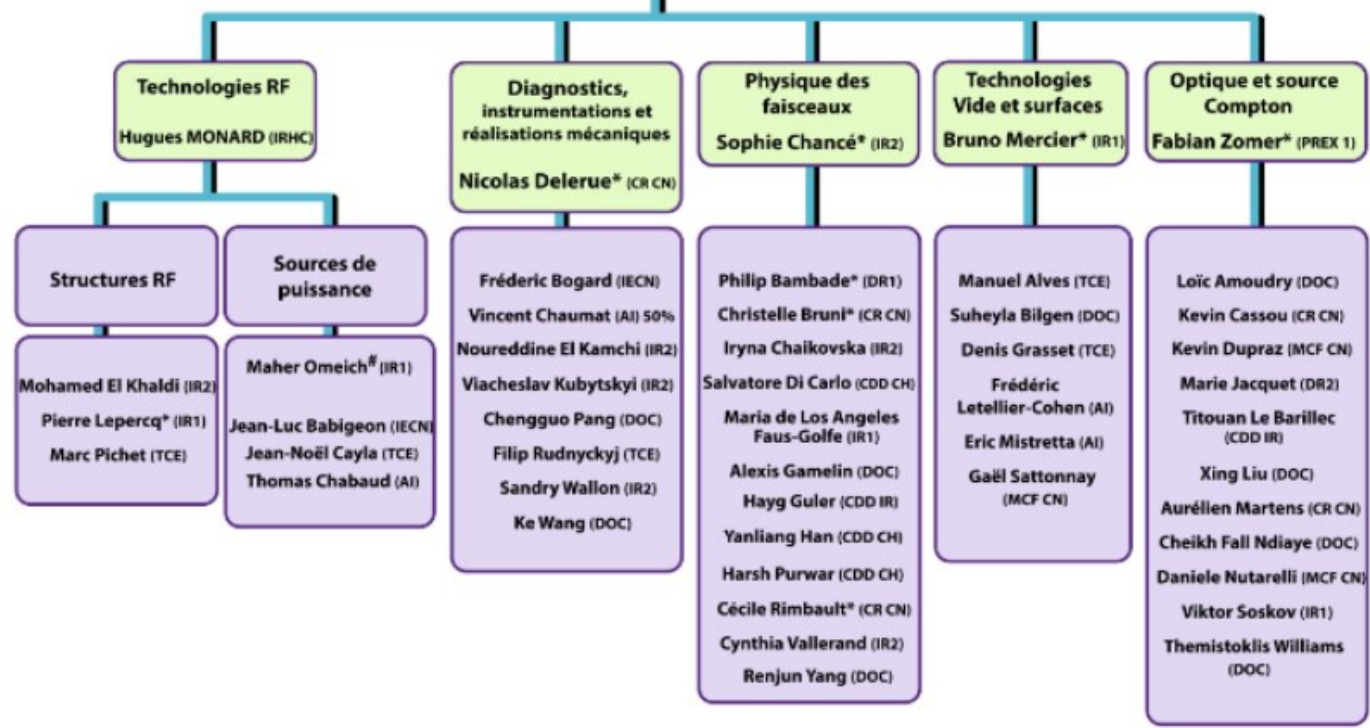 Technologies RF
Hugues MONARD (IRHC)
Structures RF
Mohamed El Khaldi (IR2)
Pierre Lepercq* (IR1)
Marc Pichet (TCE)
Sources de
puissance
Maher Omeich# (IR1)
Jean-Luc Babigeon (IECN)
Jean-Noël Cayla (TCE)
Thomas Chabaud (AI)
Diagnostics,
instrumentations et
réalisations mécaniques
Nicolas Delerue* (CR CN)
Fréderic Bogard (IECN)
Vincent Chaumat (AI) 50%
Noureddine El Kamchi (IR2)
Viacheslav Kubytskyi (IR2)
Chengguo Pang (DOC)
Filip Rudnyckyj (TCE)
Sandry Wallon (IR2)
Ke Wang (DOC)
Physique des
faisceaux
Sophie Chancé* (IR2)
Philip Bambade* (DR1)
Christelle Bruni* (CR CN)
Iryna Chaikovska (IR2)
Salvatore Di Carlo (CDD CH)
Maria de Los Angeles
Faus-Golfe (IR1)
Alexis Gamelin (DOC)
Hayg Guler (CDD IR)
Yanliang Han (CDD CH)
Harsh Purwar (CDD CH)
Cécile Rimbault* (CR CN)
Cynthia Vallerand (IR2)
Renjun Yang (DOC)
Technologies
Vide et surfaces
Bruno Mercier* (IR1)
Manuel Alves (TCE)
Suheyla Bilgen (DOC)
Denis Grasset (TCE)
Frédéric
Letellier-Cohen (AI)
Eric Mistretta (AI)
Gaël Sattonnay
(MCF CN)
Optique et source
Compton
Fabian Zomer* (PREX 1)
Loïc Amoudry (DOC)
Kevin Cassou (CR CN)
Kevin Dupraz (MCF CN)
Marie Jacquet (DR2)
Titouan Le Barillec
(CDD IR)
Xing Liu (DOC)
Aurélien Martens (CR CN)
Cheikh Fall Ndiaye (DOC)
Daniele Nutarelli (MCF CN)
Viktor Soskov (IR1)
Themistoklis Williams
(DOC)